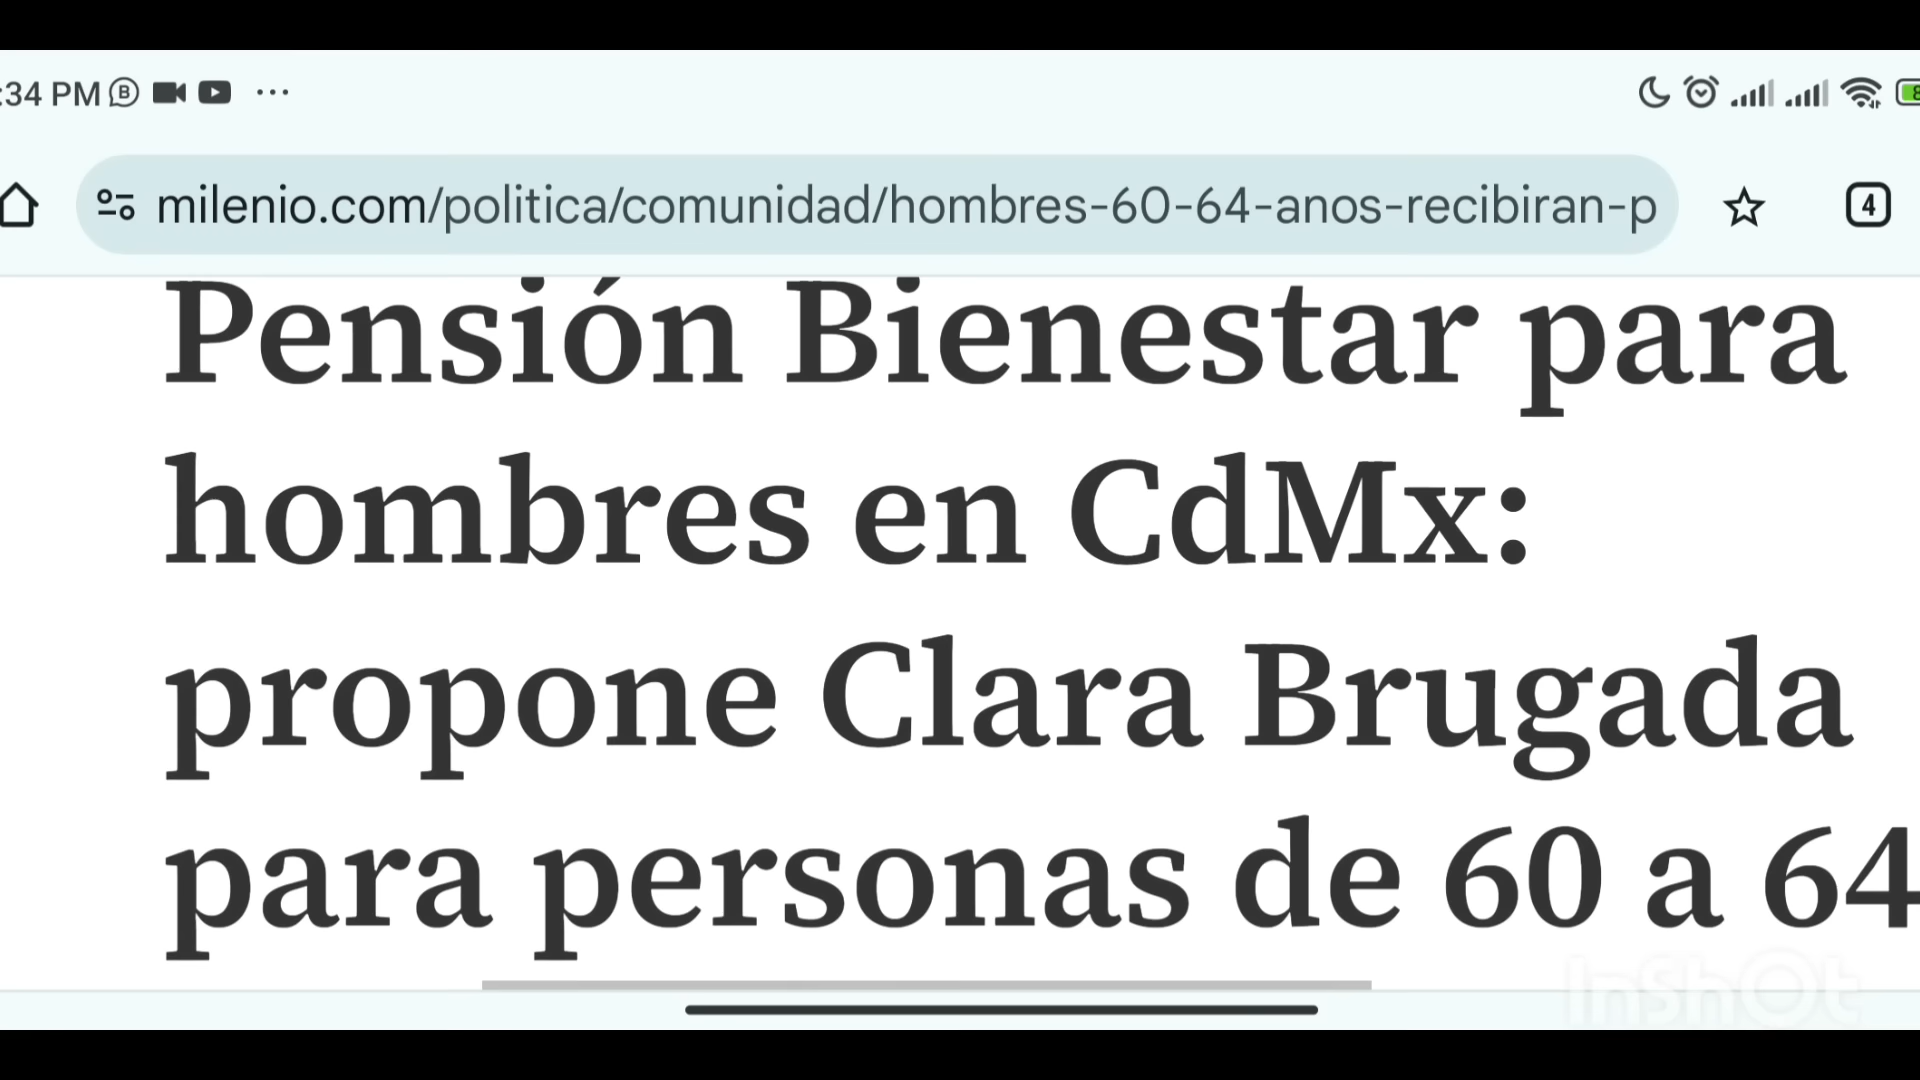 :34 PM
milenio.com/politica/comunidad/hombres-60-64-anos-recibiran-p
4
Pensión Bienestar para
hombres en CdMx:
propone Clara Brugada
para personas de 60 a 64
InShOt